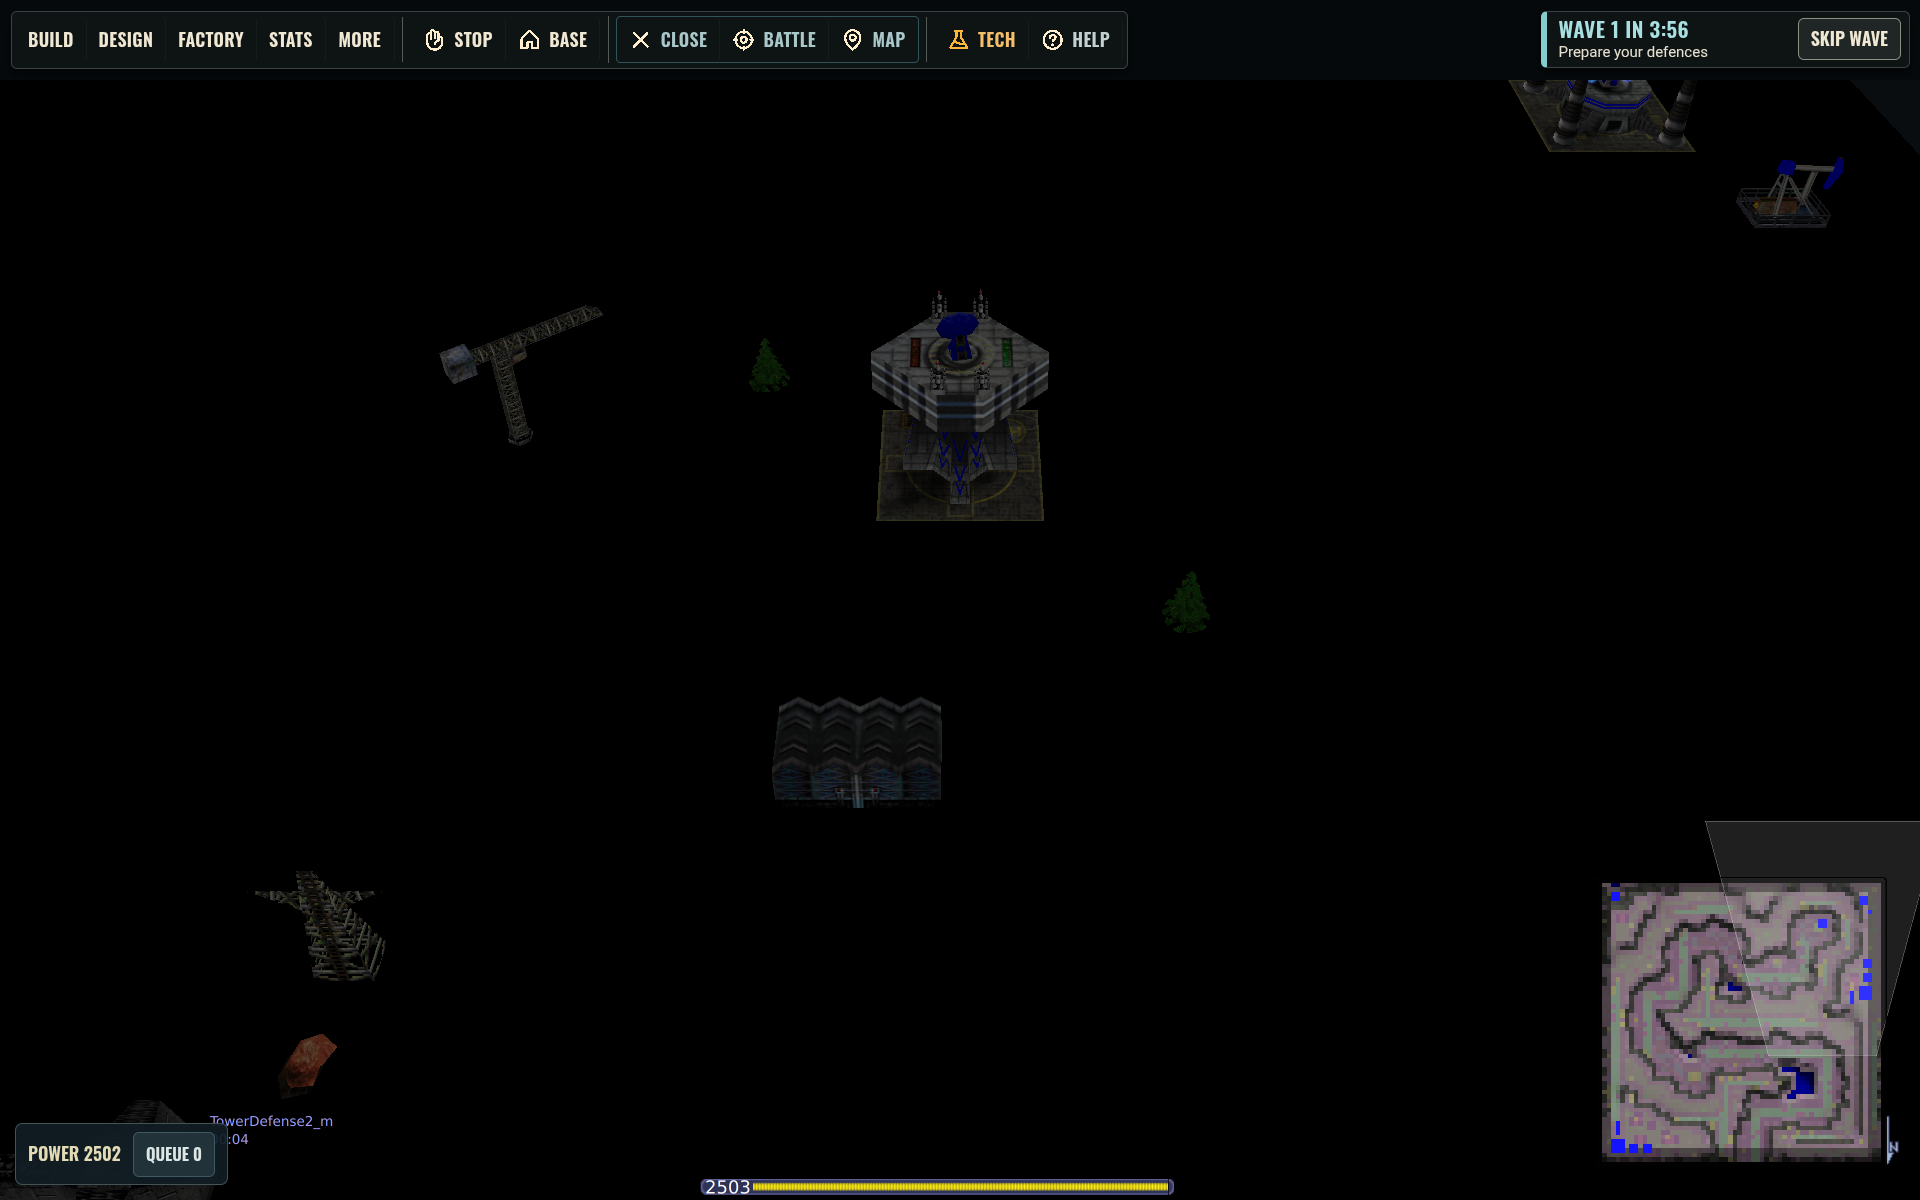 BUILD DESIGN FACTORY STATS MORE STOP BASE CLOSE BATTLE MAP TECH HELP
WAVE 1 IN 3:56
Prepare your defences
SKIP WAVE
TowerDefense2_m
:04
POWER 2502 QUEUE 0
2503
N